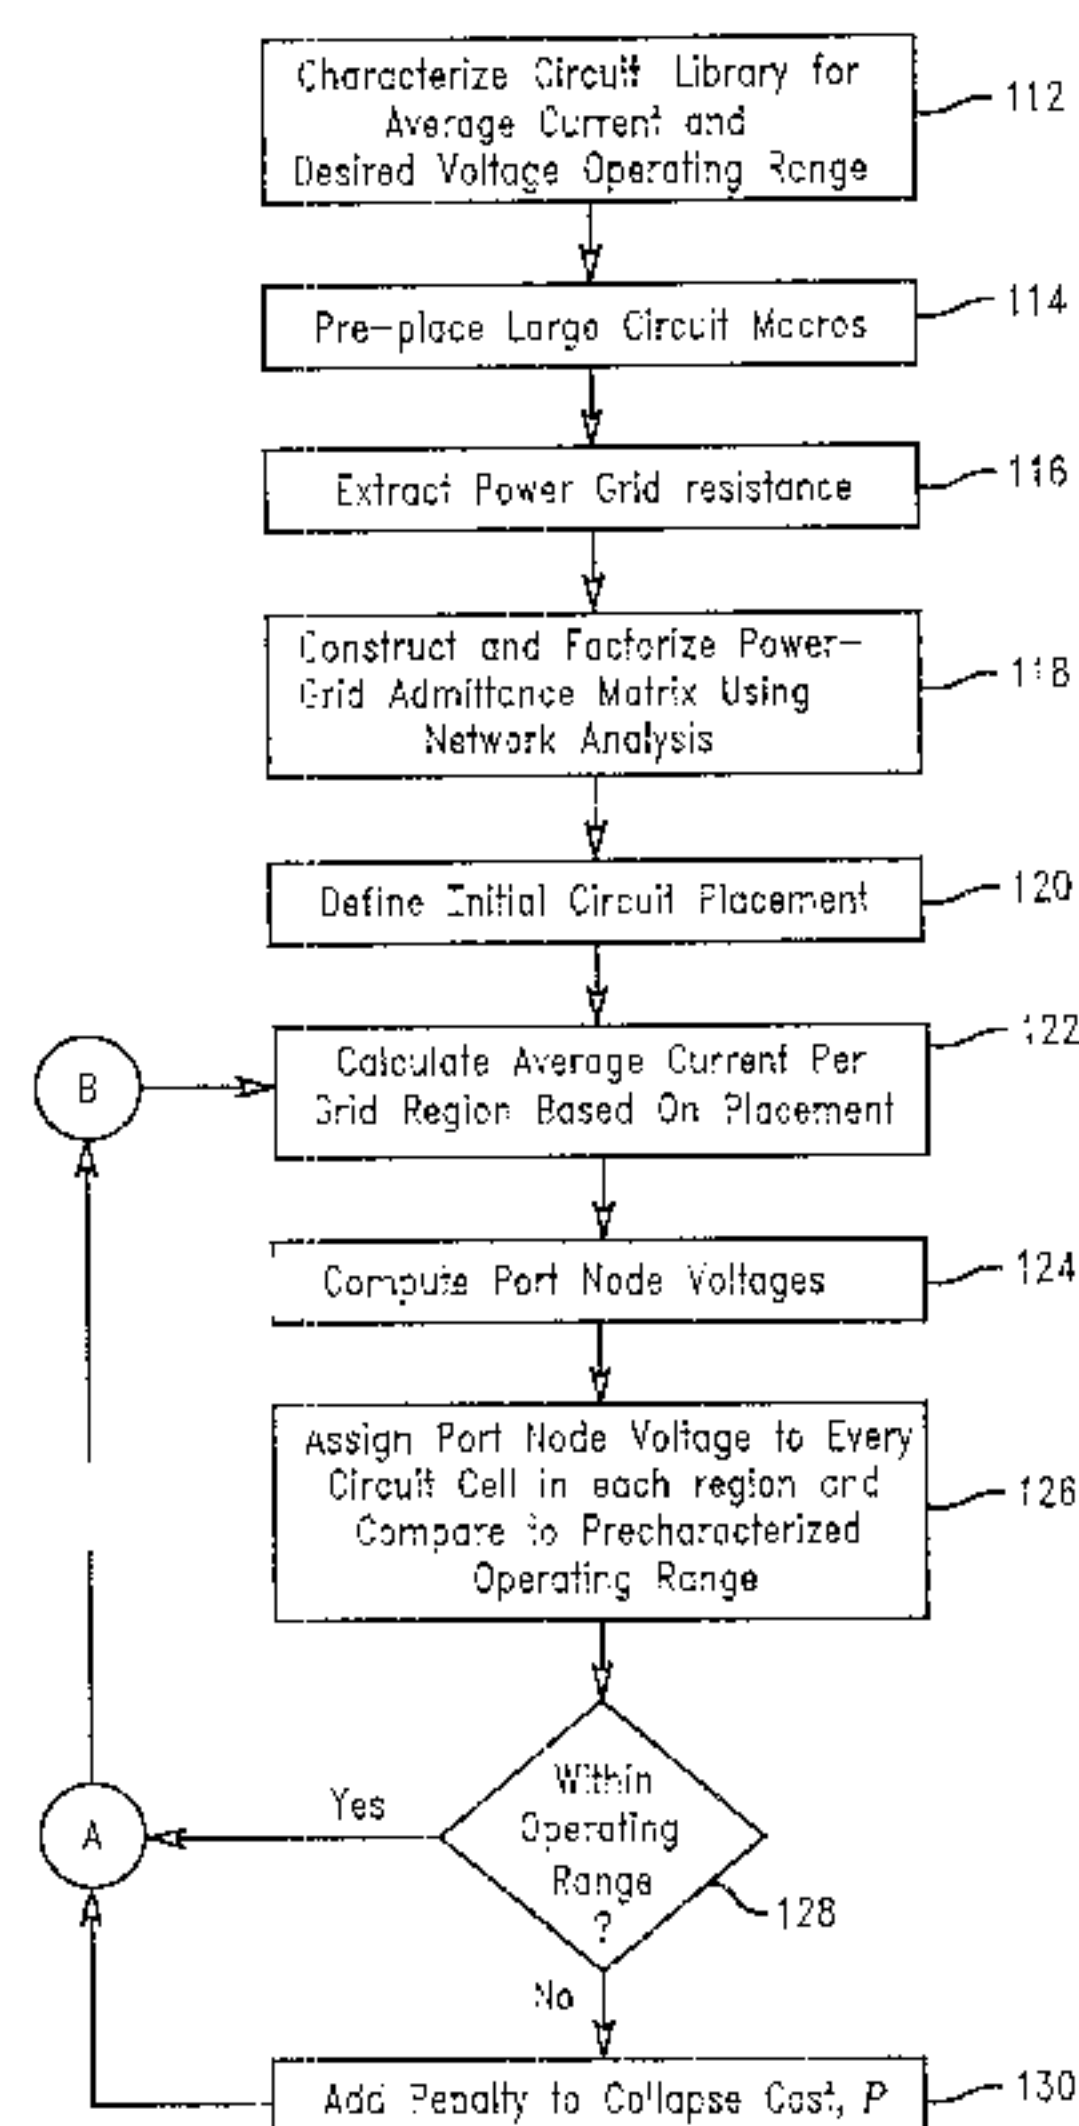 Characterize Circuit Library for
Average Current and
Desired Voltage Operating Range
112
Pre-place Large Circuit Macros
114
Extract Power Grid resistance
116
Construct and Factorize Power-
Grid Admittance Matrix Using
Network Analysis
118
Define Initial Circuit Placement
120
Calculate Average Current Per
Grid Region Based On Placement
122
B
Compute Port Node Voltages
124
Assign Port Node Voltage to Every
Circuit Cell in each region and
Compare to Precharacterized
Operating Range
126
Within
Operating
Range
?
128
Yes
A
No
Add Penalty to Collapse Cost, P
130